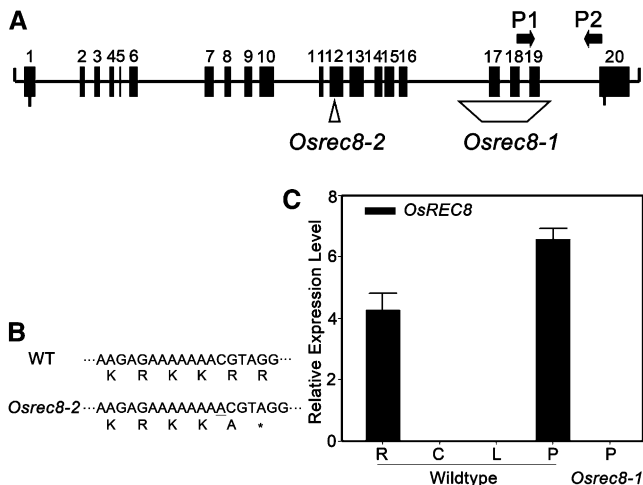 A
P1 P2
1 2 3 4 5 6 7 8 9 10 11 12 13 14 15 16 17 18 19 20
Osrec8-2 Osrec8-1
B
WT ···AAGAGAAAAAAACGTAGG···
K R K K R R
Osrec8-2 ···AAGAGAAAAAAAACGTAGG···
K R K K A *
C
OsREC8
Relative Expression Level
8
6
4
2
0
R C L P P
Wildtype Osrec8-1